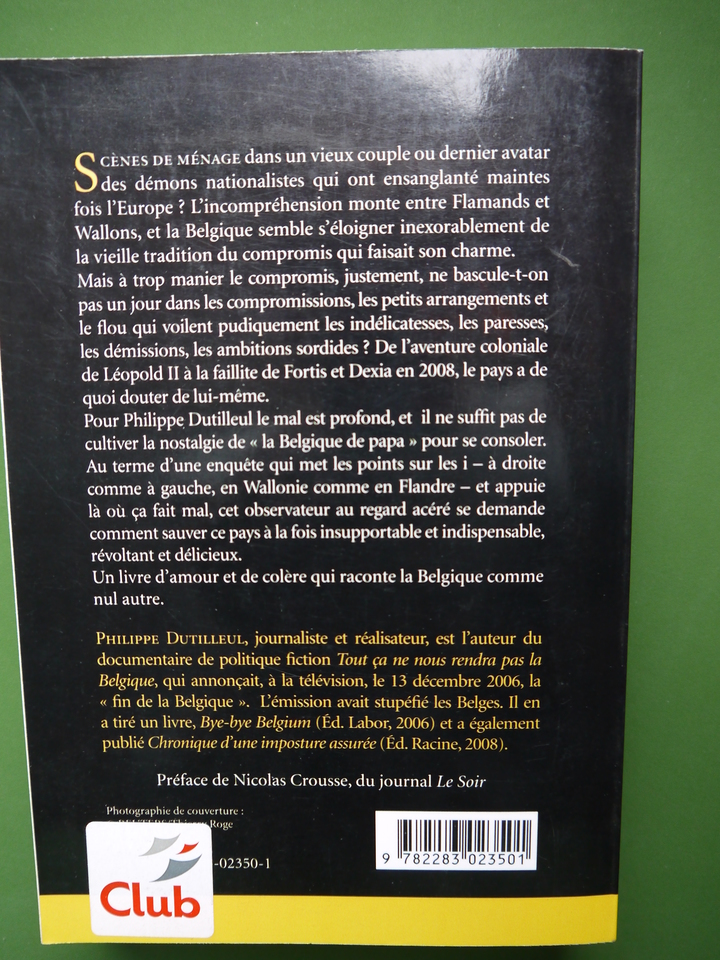 SCÈNES DE MÉNAGE dans un vieux couple ou dernier avatar
des démons nationalistes qui ont ensanglanté maintes
fois l'Europe ? L'incompréhension monte entre Flamands et
Wallons, et la Belgique semble s'éloigner inexorablement de
la vieille tradition du compromis qui faisait son charme.
Mais à trop manier le compromis, justement, ne bascule-t-on
pas un jour dans les compromissions, les petits arrangements et
le flou qui voilent pudiquement les indélicatesses, les paresses,
les démissions, les ambitions sordides ? De l'aventure coloniale
de Léopold II à la faillite de Fortis et Dexia en 2008, le pays a de
quoi douter de lui-même.
Pour Philippe Dutilleul le mal est profond, et il ne suffit pas de
cultiver la nostalgie de « la Belgique de papa » pour se consoler.
Au terme d'une enquête qui met les points sur les i – à droite
comme à gauche, en Wallonie comme en Flandre – et appuie
là où ça fait mal, cet observateur au regard acéré se demande
comment sauver ce pays à la fois insupportable et indispensable,
révoltant et délicieux.
Un livre d'amour et de colère qui raconte la Belgique comme
nul autre.
PHILIPPE DUTILLEUL, journaliste et réalisateur, est l'auteur du
documentaire de politique fiction Tout ça ne nous rendra pas la
Belgique, qui annonçait, à la télévision, le 13 décembre 2006, la
« fin de la Belgique ». L'émission avait stupéfié les Belges. Il en
a tiré un livre, Bye-bye Belgium (Éd. Labor, 2006) et a également
publié Chronique d'une imposture assurée (Éd. Racine, 2008).
Préface de Nicolas Crousse, du journal Le Soir
Photographie de couverture :
Roge
-02350-1
9 782283 023501
Club